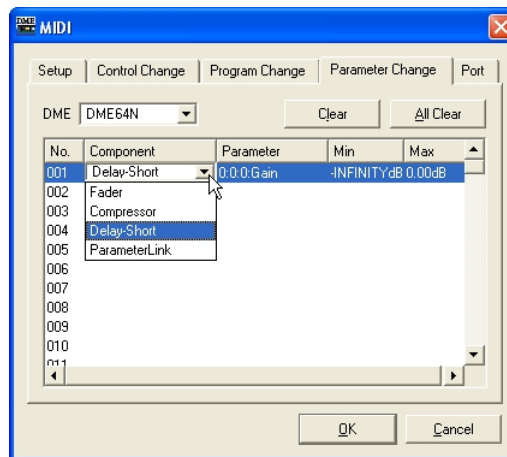 DME MIDI
Setup Control Change Program Change Parameter Change Port
DME DME64N Clear All Clear
No. Component Parameter Min Max
001 Delay-Short 0:0:0:Gain -INFINITYdB 0.00dB
002 Fader
003 Compressor
004 Delay-Short
005 ParameterLink
006
007
008
009
010
011
OK Cancel